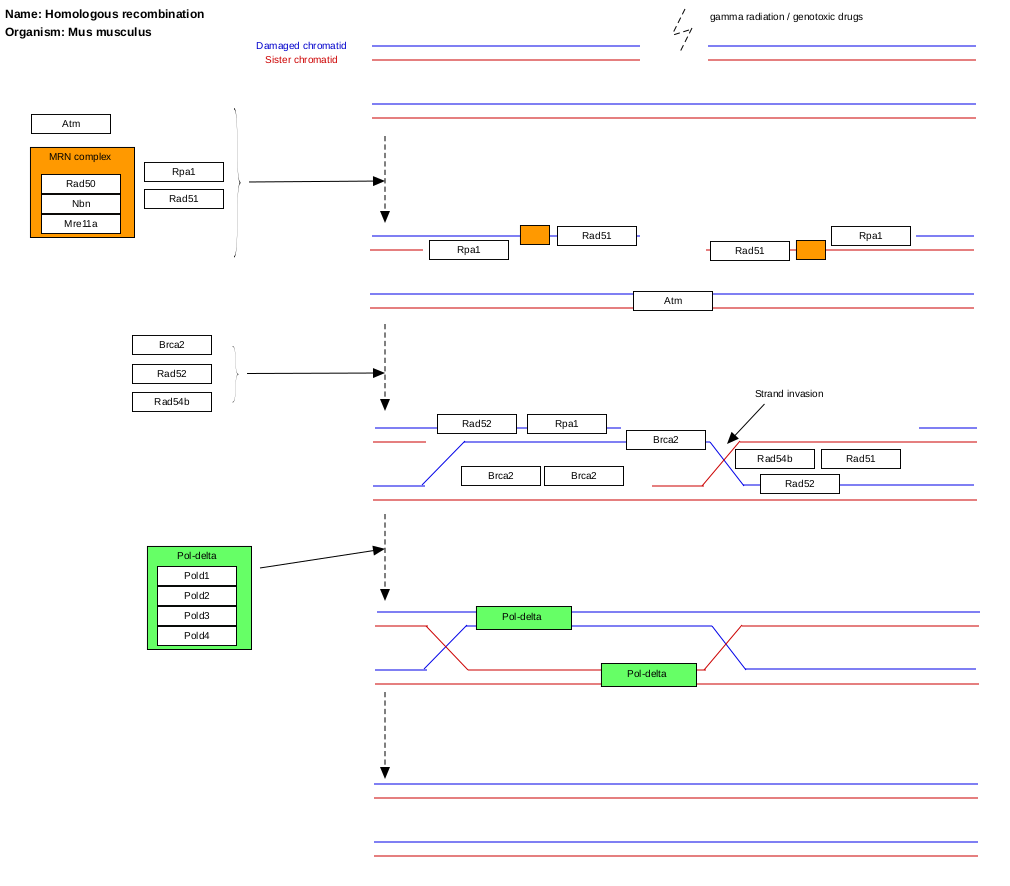 Name: Homologous recombination
Organism: Mus musculus
gamma radiation / genotoxic drugs
Damaged chromatid
Sister chromatid
Atm
MRN complex
Rad50
Nbn
Mre11a
Rpa1
Rad51
Rpa1
Rad51
Rad51
Rpa1
Atm
Brca2
Rad52
Rad54b
Strand invasion
Rad52
Rpa1
Brca2
Brca2
Brca2
Rad54b
Rad51
Rad52
Pol-delta
Pold1
Pold2
Pold3
Pold4
Pol-delta
Pol-delta